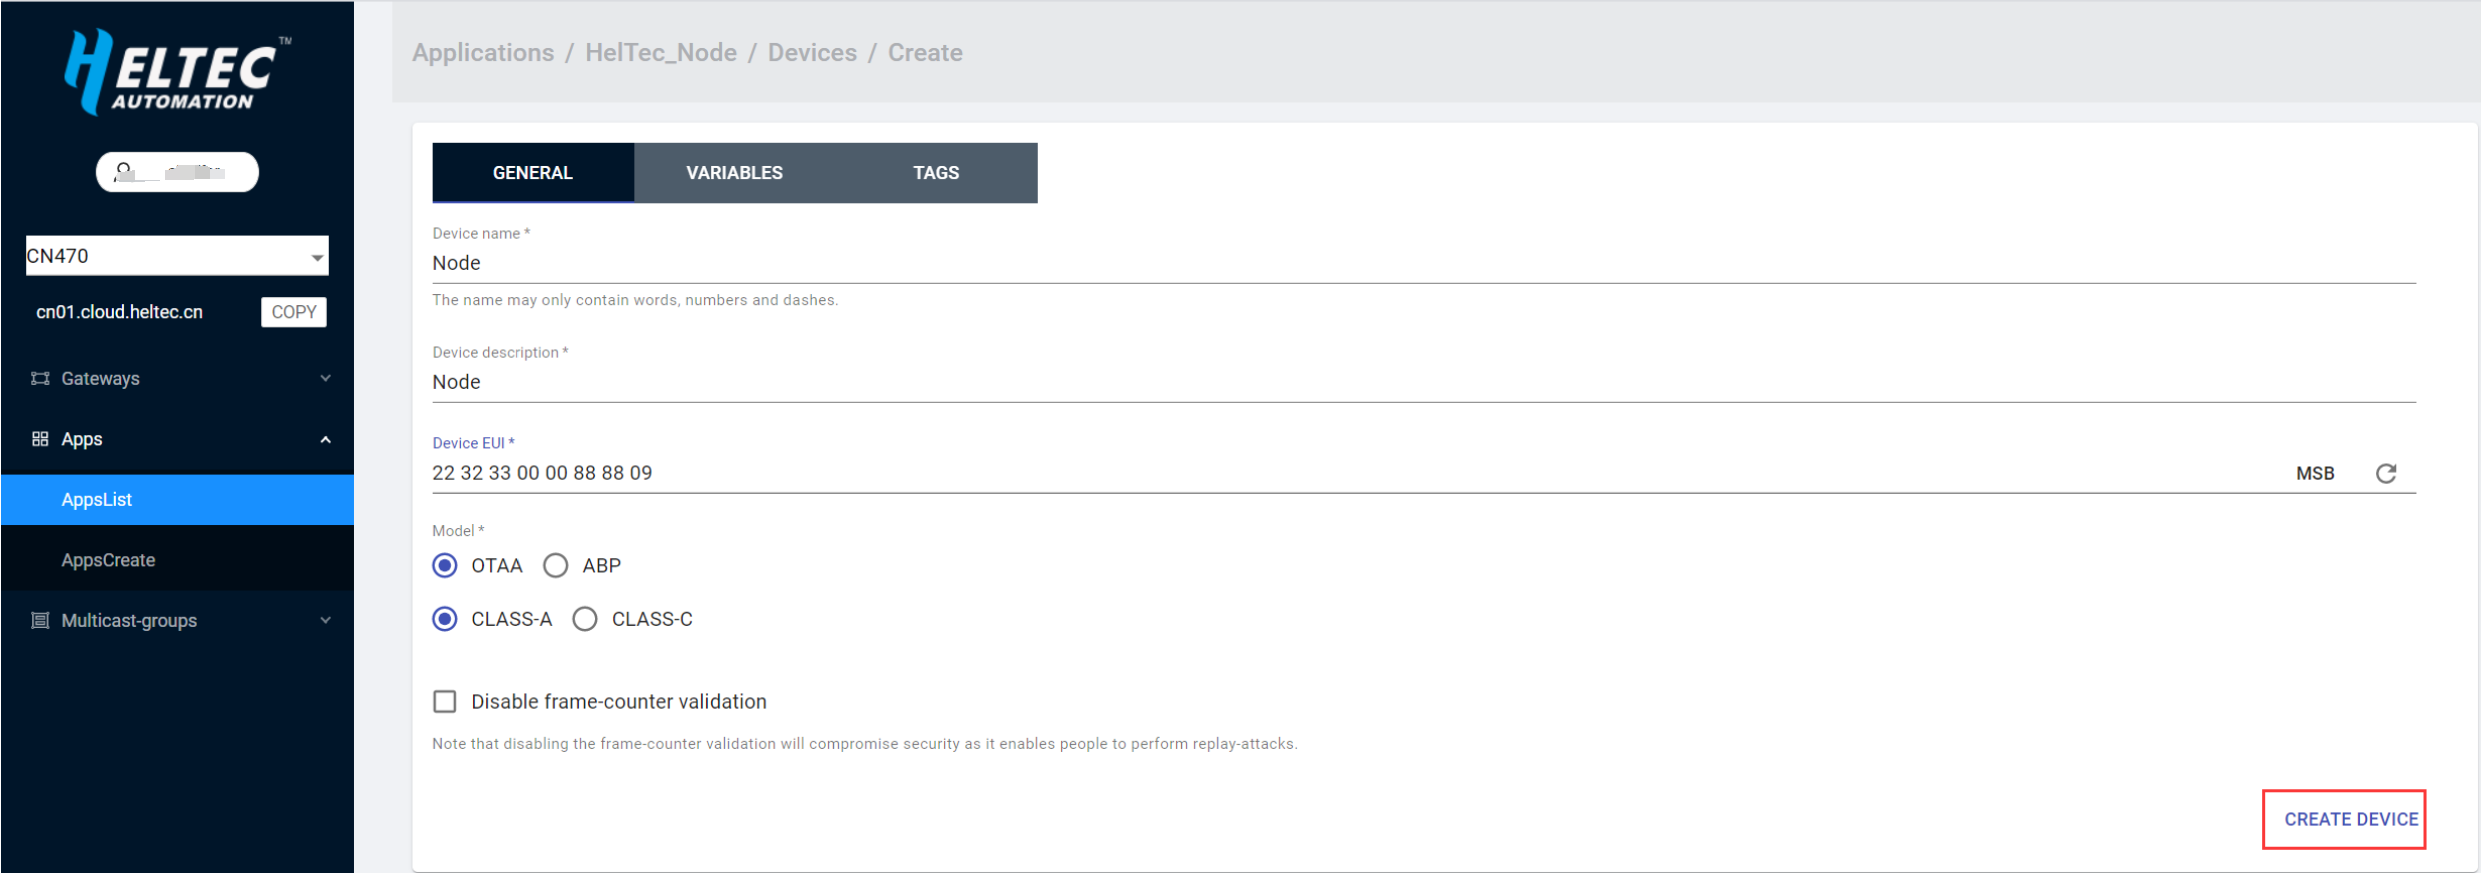 HELTEC™
AUTOMATION
CN470
cn01.cloud.heltec.cn COPY
Gateways
Apps
AppsList
AppsCreate
Multicast-groups
Applications / HelTec_Node / Devices / Create
GENERAL VARIABLES TAGS
Device name *
Node
The name may only contain words, numbers and dashes.
Device description *
Node
Device EUI *
22 32 33 00 00 88 88 09 MSB
Model *
OTAA ABP
CLASS-A CLASS-C
Disable frame-counter validation
Note that disabling the frame-counter validation will compromise security as it enables people to perform replay-attacks.
CREATE DEVICE